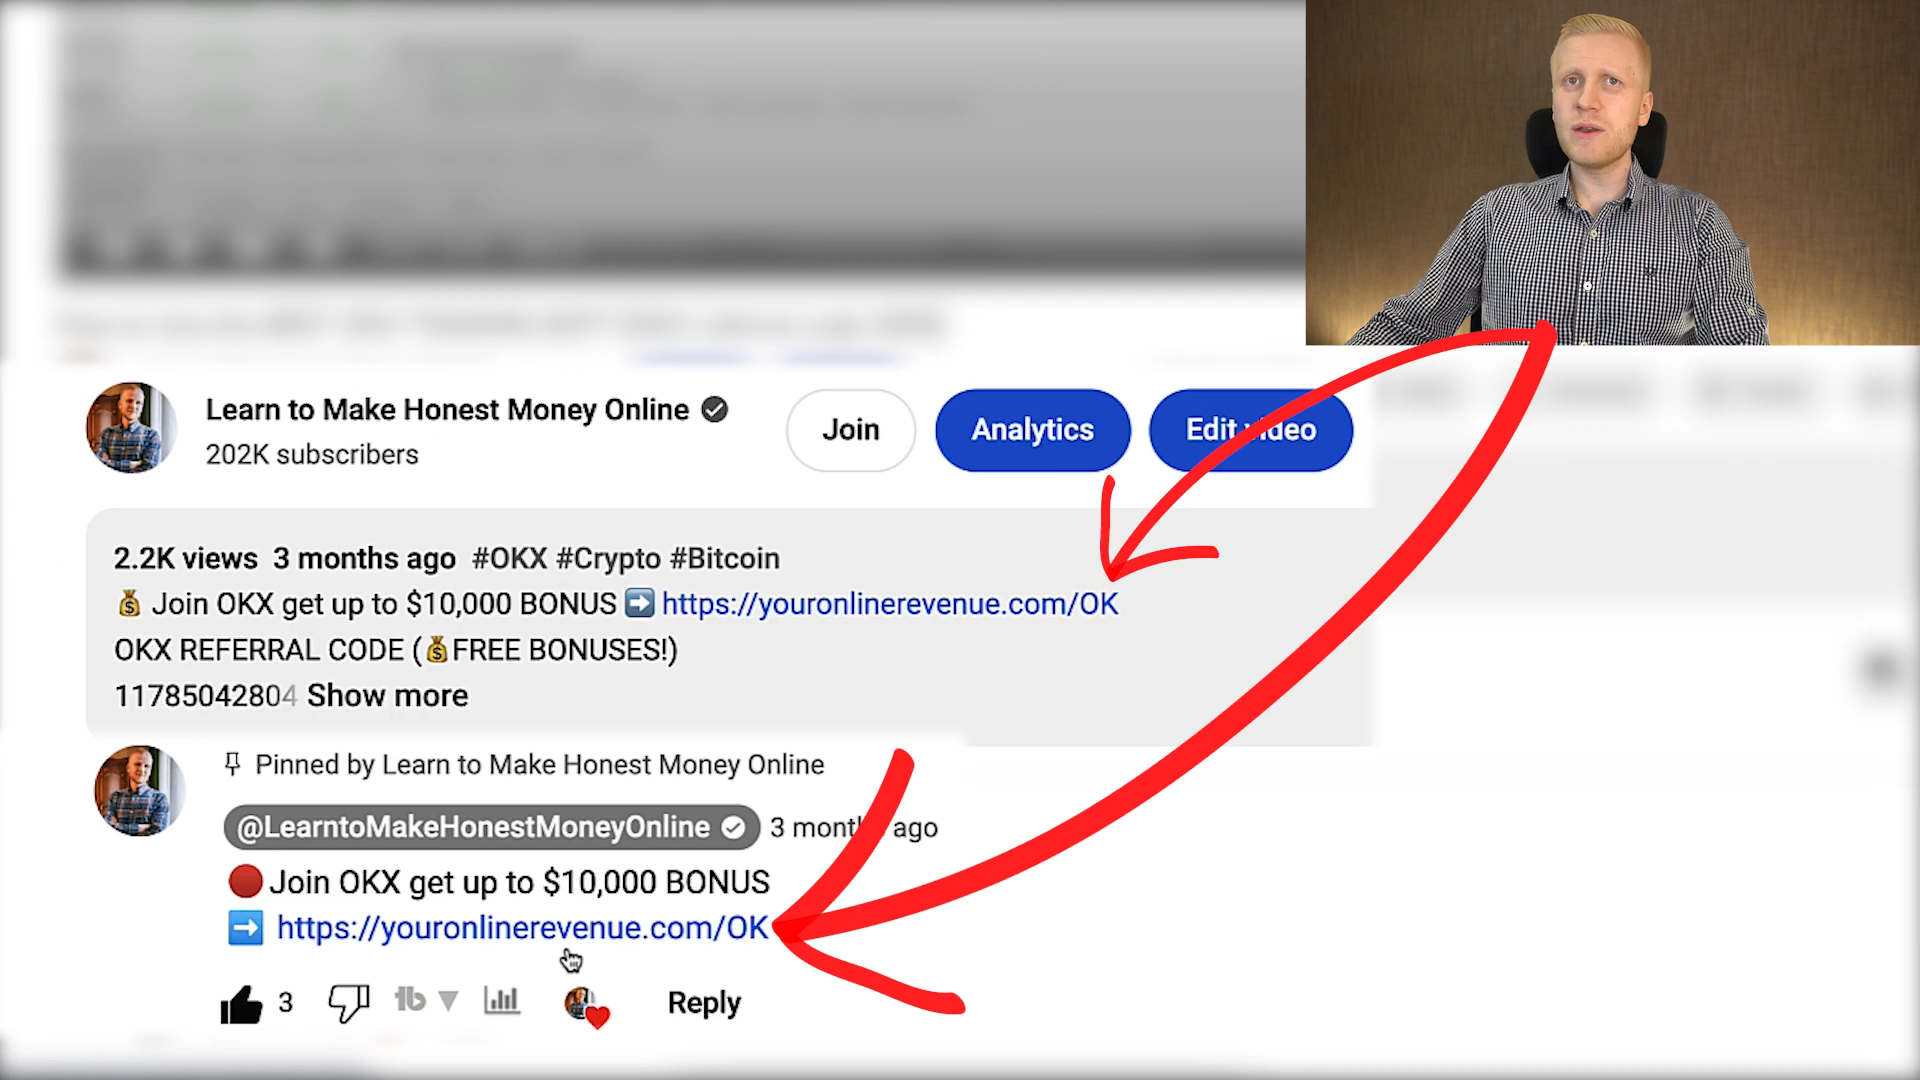 Learn to Make Honest Money Online
202K subscribers
Join
Analytics
Edit video
2.2K views 3 months ago #OKX #Crypto #Bitcoin
💰 Join OKX get up to $10,000 BONUS ➡️ https://youronlinerevenue.com/OK
OKX REFERRAL CODE (💰FREE BONUSES!)
11785042804 Show more
Pinned by Learn to Make Honest Money Online
@LearntoMakeHonestMoneyOnline 3 months ago
🔴Join OKX get up to $10,000 BONUS
➡️ https://youronlinerevenue.com/OK
3
Reply